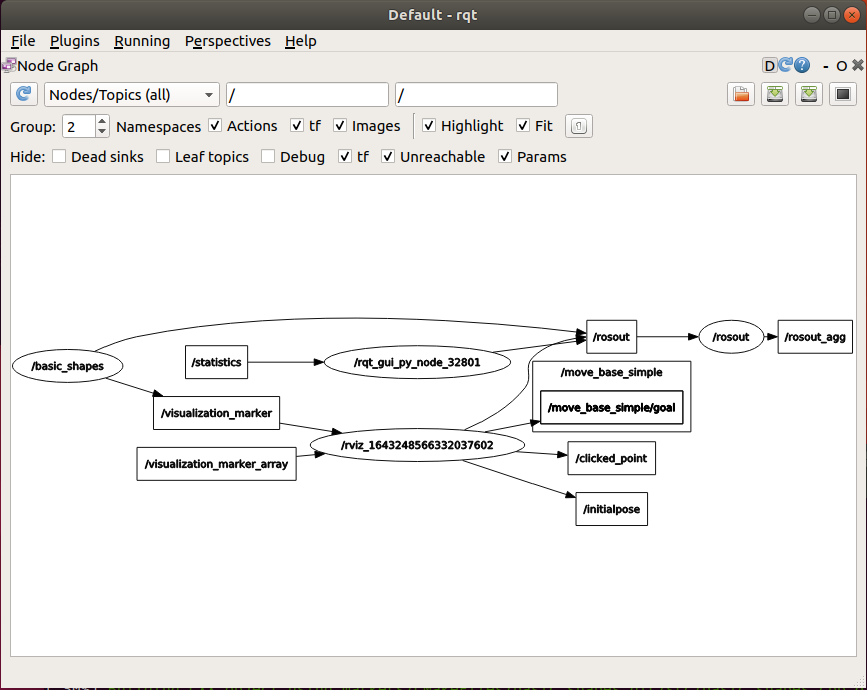 Default - rqt
File Plugins Running Perspectives Help
Node Graph
D - O
Nodes/Topics (all) / /
Group: 2 Namespaces Actions tf Images Highlight Fit
Hide: Dead sinks Leaf topics Debug tf Unreachable Params
/rosout /rosout /rosout_agg
/basic_shapes /statistics /rqt_gui_py_node_32801
/move_base_simple
/move_base_simple/goal
/visualization_marker
/rviz_1643248566332037602
/visualization_marker_array /clicked_point
/initialpose